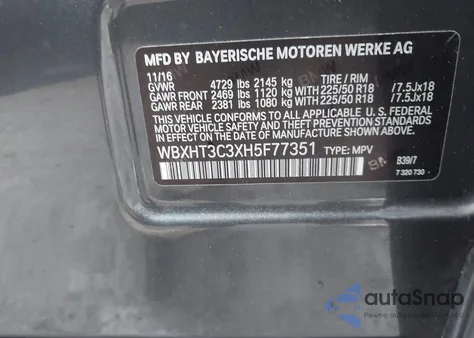 MFD BY BAYERISCHE MOTOREN WERKE AG
11/16 TIRE / RIM
GVWR 4729 lbs 2145 kg
GAWR FRONT 2469 lbs 1120 kg WITH 225/50 R18 /7.5Jx18
GAWR REAR 2381 lbs 1080 kg WITH 225/50 R18 /7.5Jx18
THIS VEHICLE CONFORMS TO ALL APPLICABLE
FEDERAL MOTOR VEHICLE SAFETY, BUMPER,
AND THEFT PREVENTION STANDARDS IN
EFFECT ON THE DATE OF MANUFACTURE
SHOWN ABOVE.
WBXHT3C3XH5F77351 TYPE: MPV
B39/7
7 320 730
autoSnap